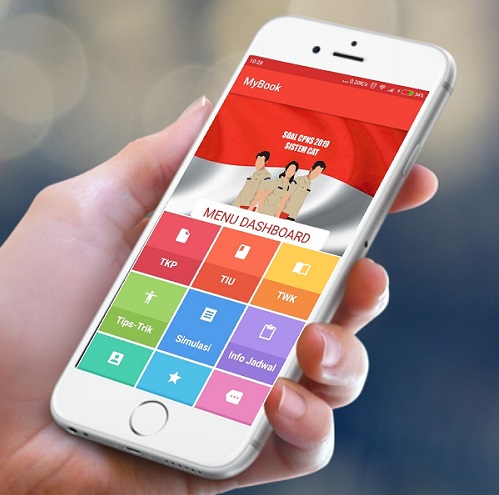 10:28
0.20K/s
34%
MyBook
SOAL CPNS 2019
SISTEM CAT
MENU DASHBOARD
TKP
TIU
TWK
Tips-Trik
Simulasi
Info Jadwal